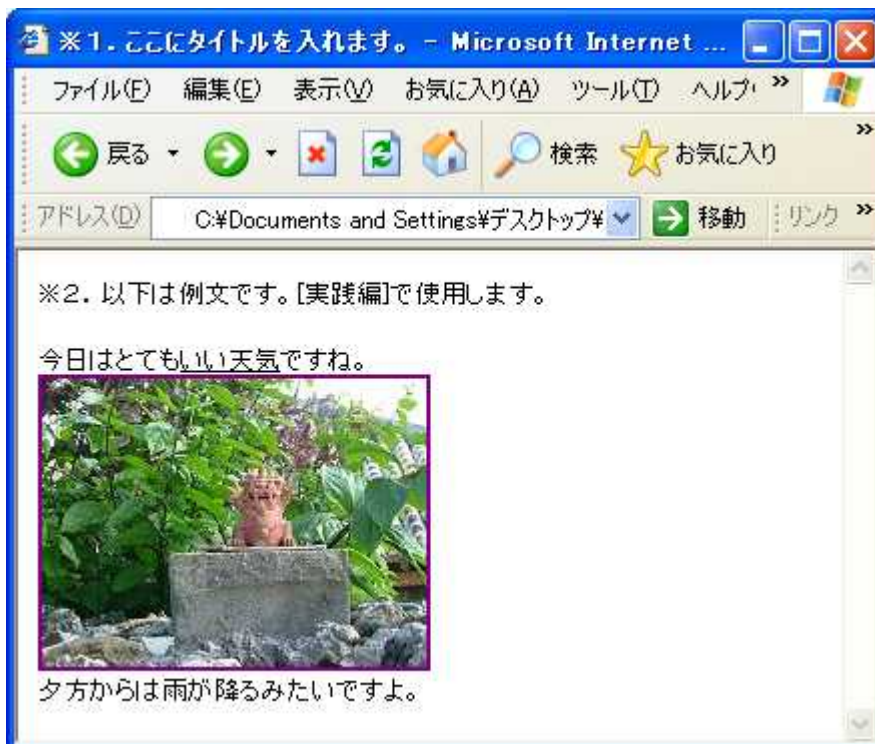 ※1. ここにタイトルを入れます。 - Microsoft Internet ...
ファイル(F) 編集(E) 表示(V) お気に入り(A) ツール(T) ヘルプ
戻る 検索 お気に入り
アドレス(D) C:¥Documents and Settings¥デスクトップ¥ 移動 リンク
※2. 以下は例文です。[実践編]で使用します。
今日はとてもいい天気ですね。
夕方からは雨が降るみたいですよ。